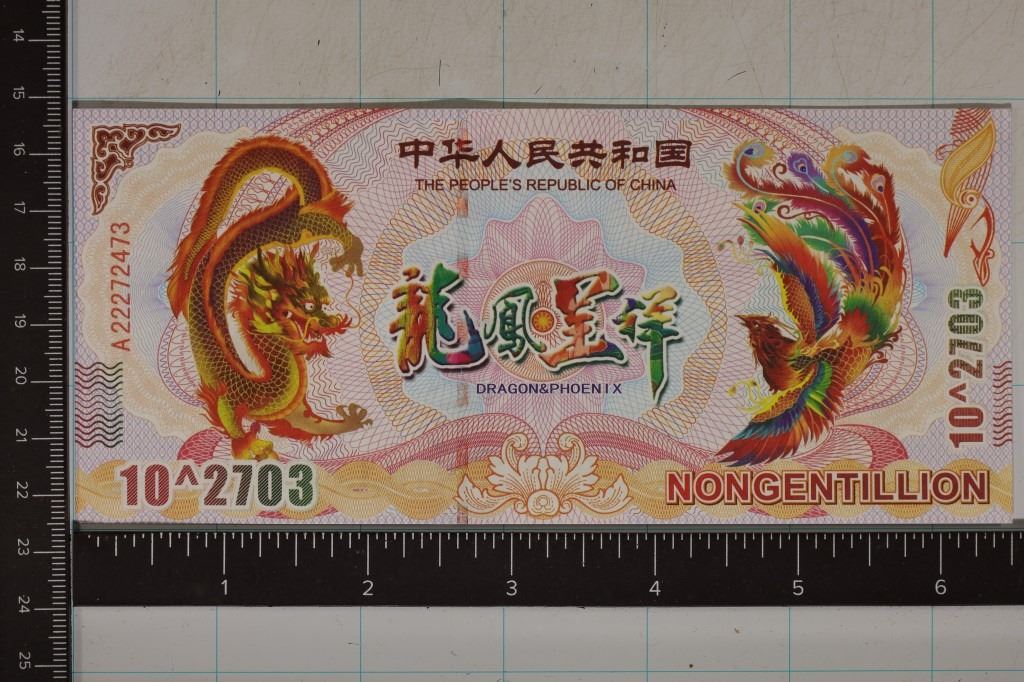 中华人民共和国
THE PEOPLE'S REPUBLIC OF CHINA
A22272473
龍鳳呈祥
DRAGON&PHOENIX
10^2703
10^2703
NONGENTILLION
14
15
16
17
18
19
20
21
22
23
24
25
1 2 3 4 5 6